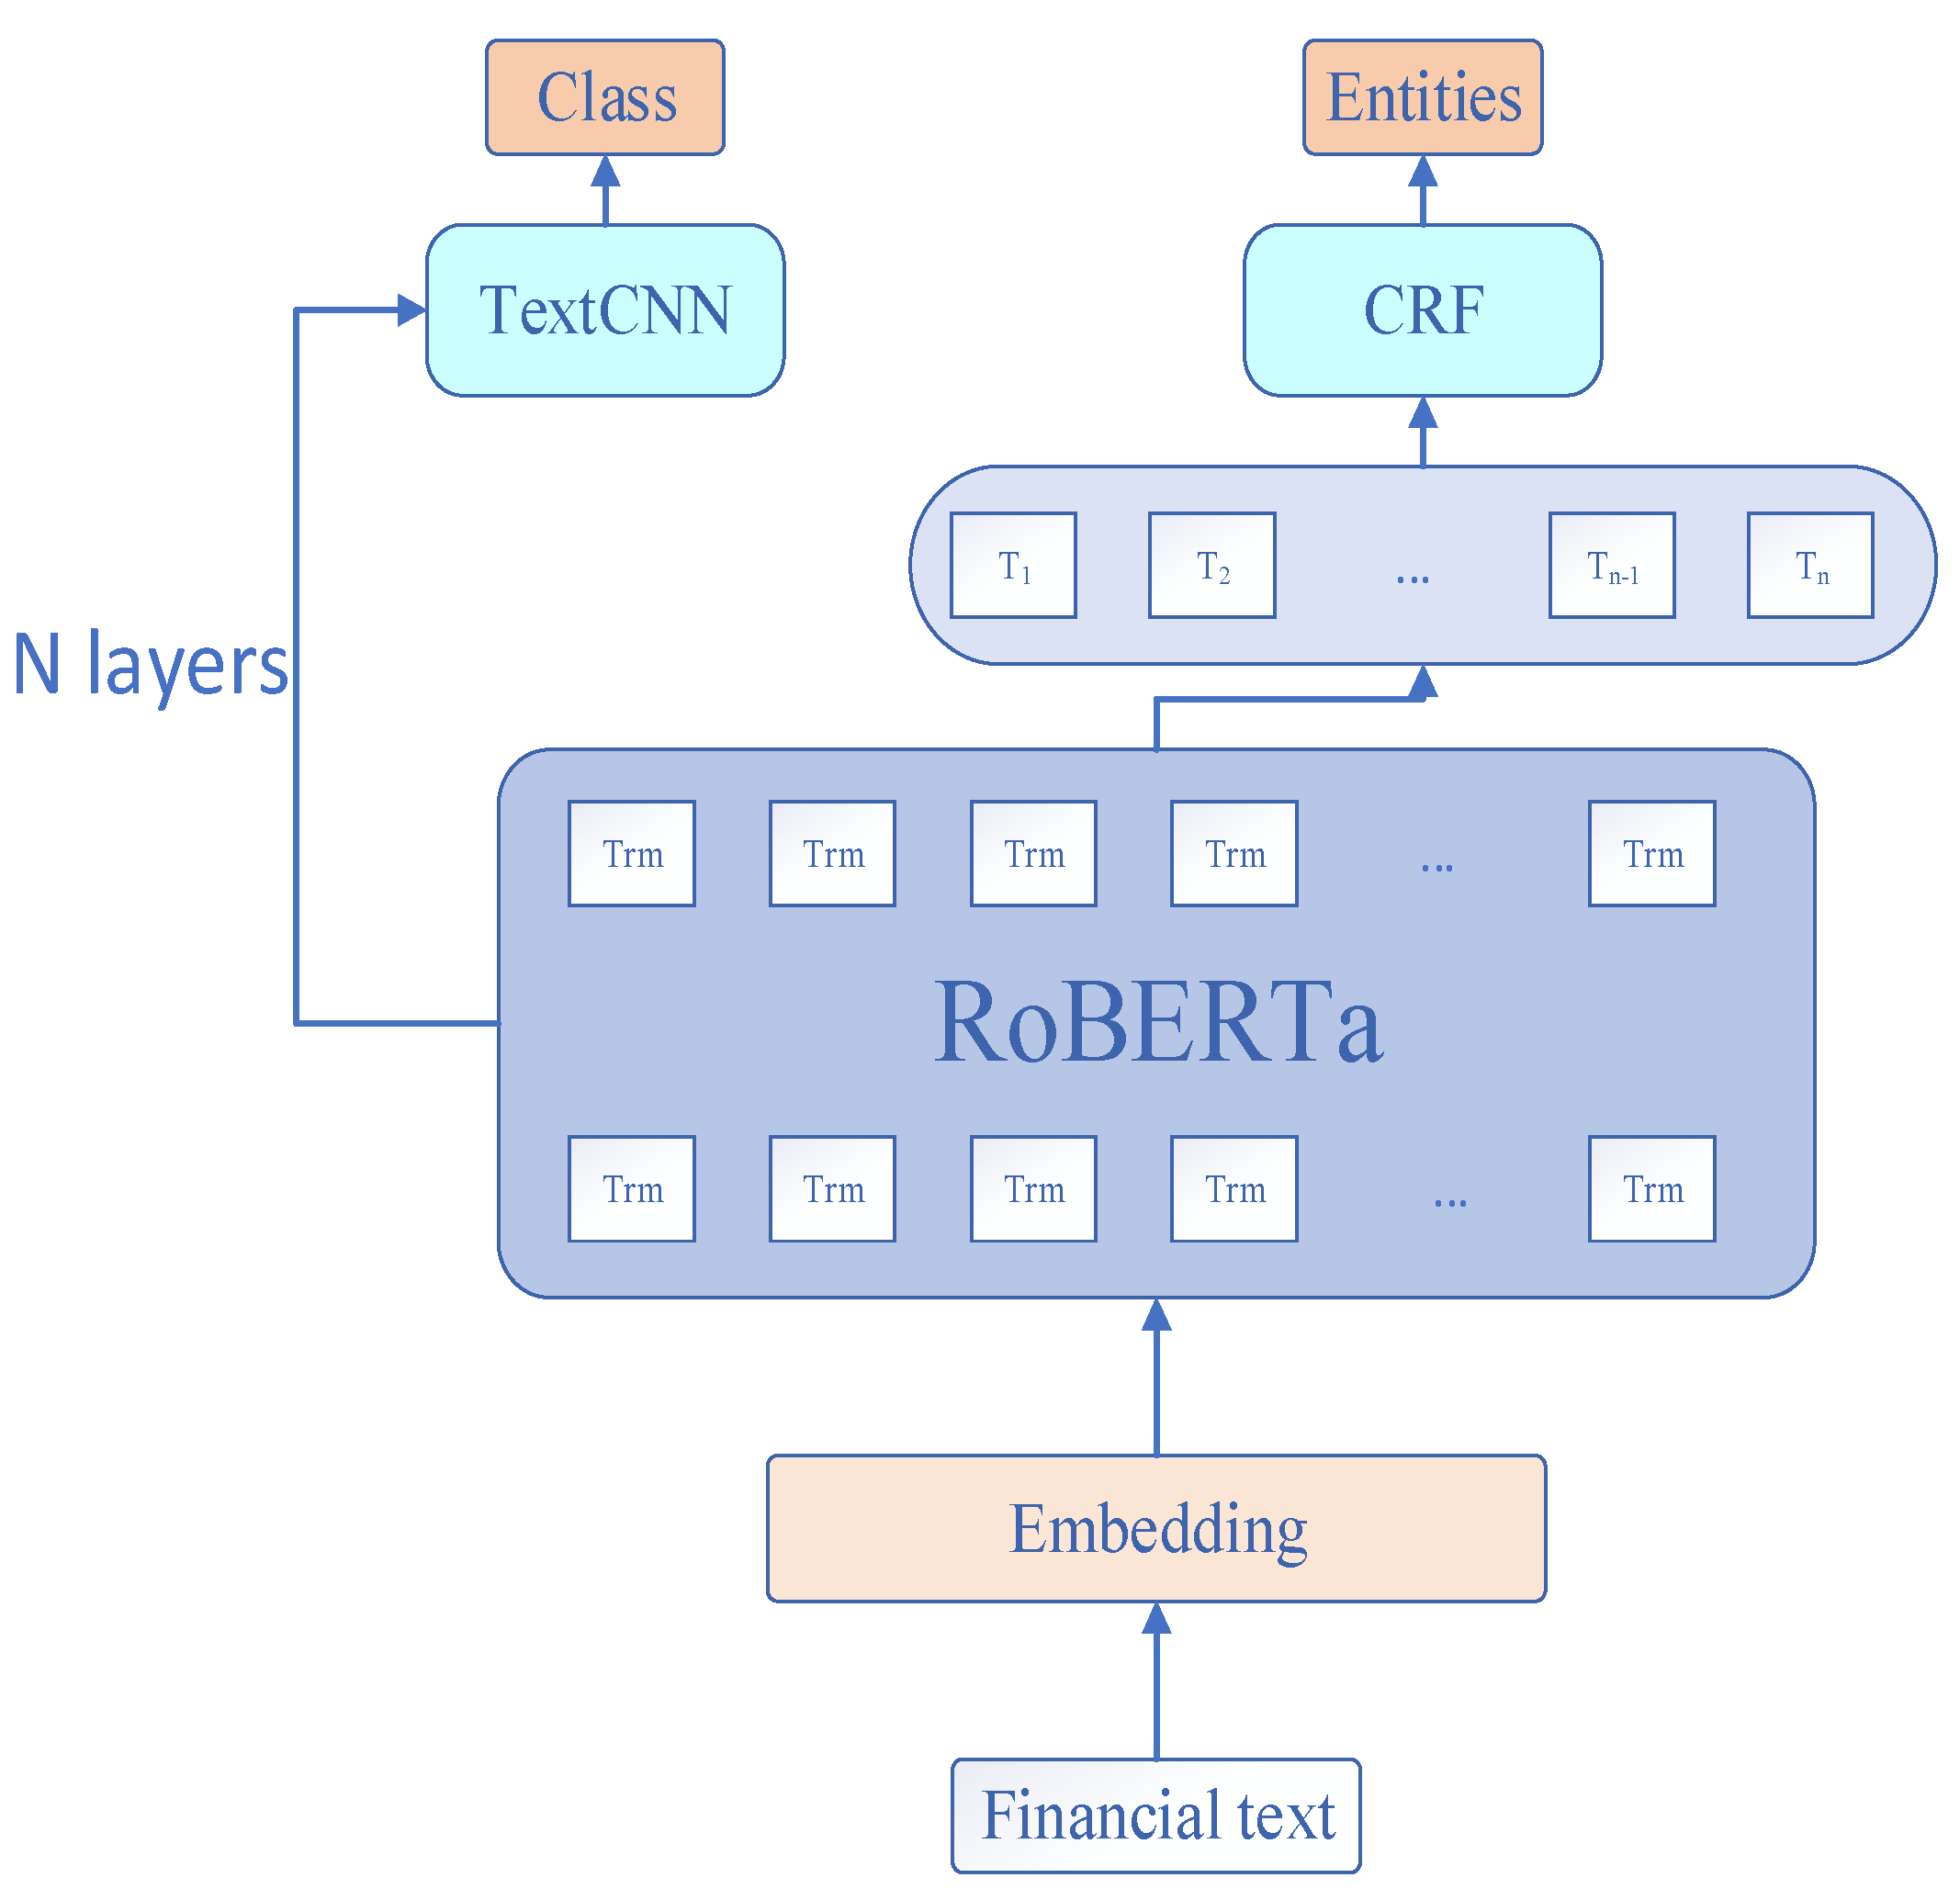 Class
Entities
TextCNN
CRF
T1 T2 ... Tn-1 Tn
N layers
Trm Trm Trm Trm ... Trm
RoBERTa
Trm Trm Trm Trm ... Trm
Embedding
Financial text